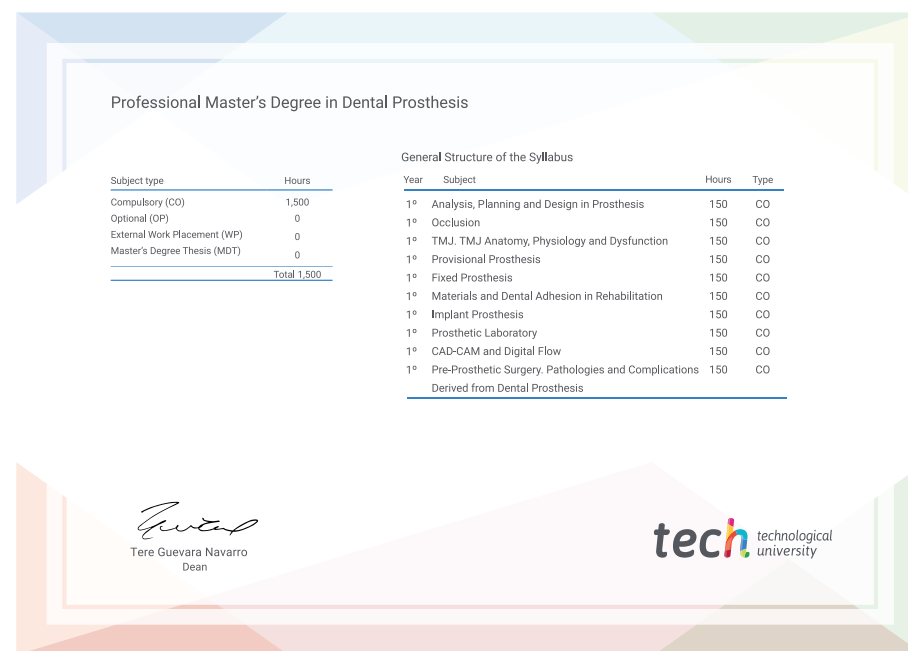 Professional Master's Degree in Dental Prosthesis
Subject type Hours
Compulsory (CO) 1,500
Optional (OP) 0
External Work Placement (WP) 0
Master's Degree Thesis (MDT) 0
Total 1,500
General Structure of the Syllabus
Year Subject Hours Type
1º Analysis, Planning and Design in Prosthesis 150 CO
1º Occlusion 150 CO
1º TMJ. TMJ Anatomy, Physiology and Dysfunction 150 CO
1º Provisional Prosthesis 150 CO
1º Fixed Prosthesis 150 CO
1º Materials and Dental Adhesion in Rehabilitation 150 CO
1º Implant Prosthesis 150 CO
1º Prosthetic Laboratory 150 CO
1º CAD-CAM and Digital Flow 150 CO
1º Pre-Prosthetic Surgery. Pathologies and Complications 150 CO
Derived from Dental Prosthesis
Tere Guevara Navarro
Dean
tech technological
university